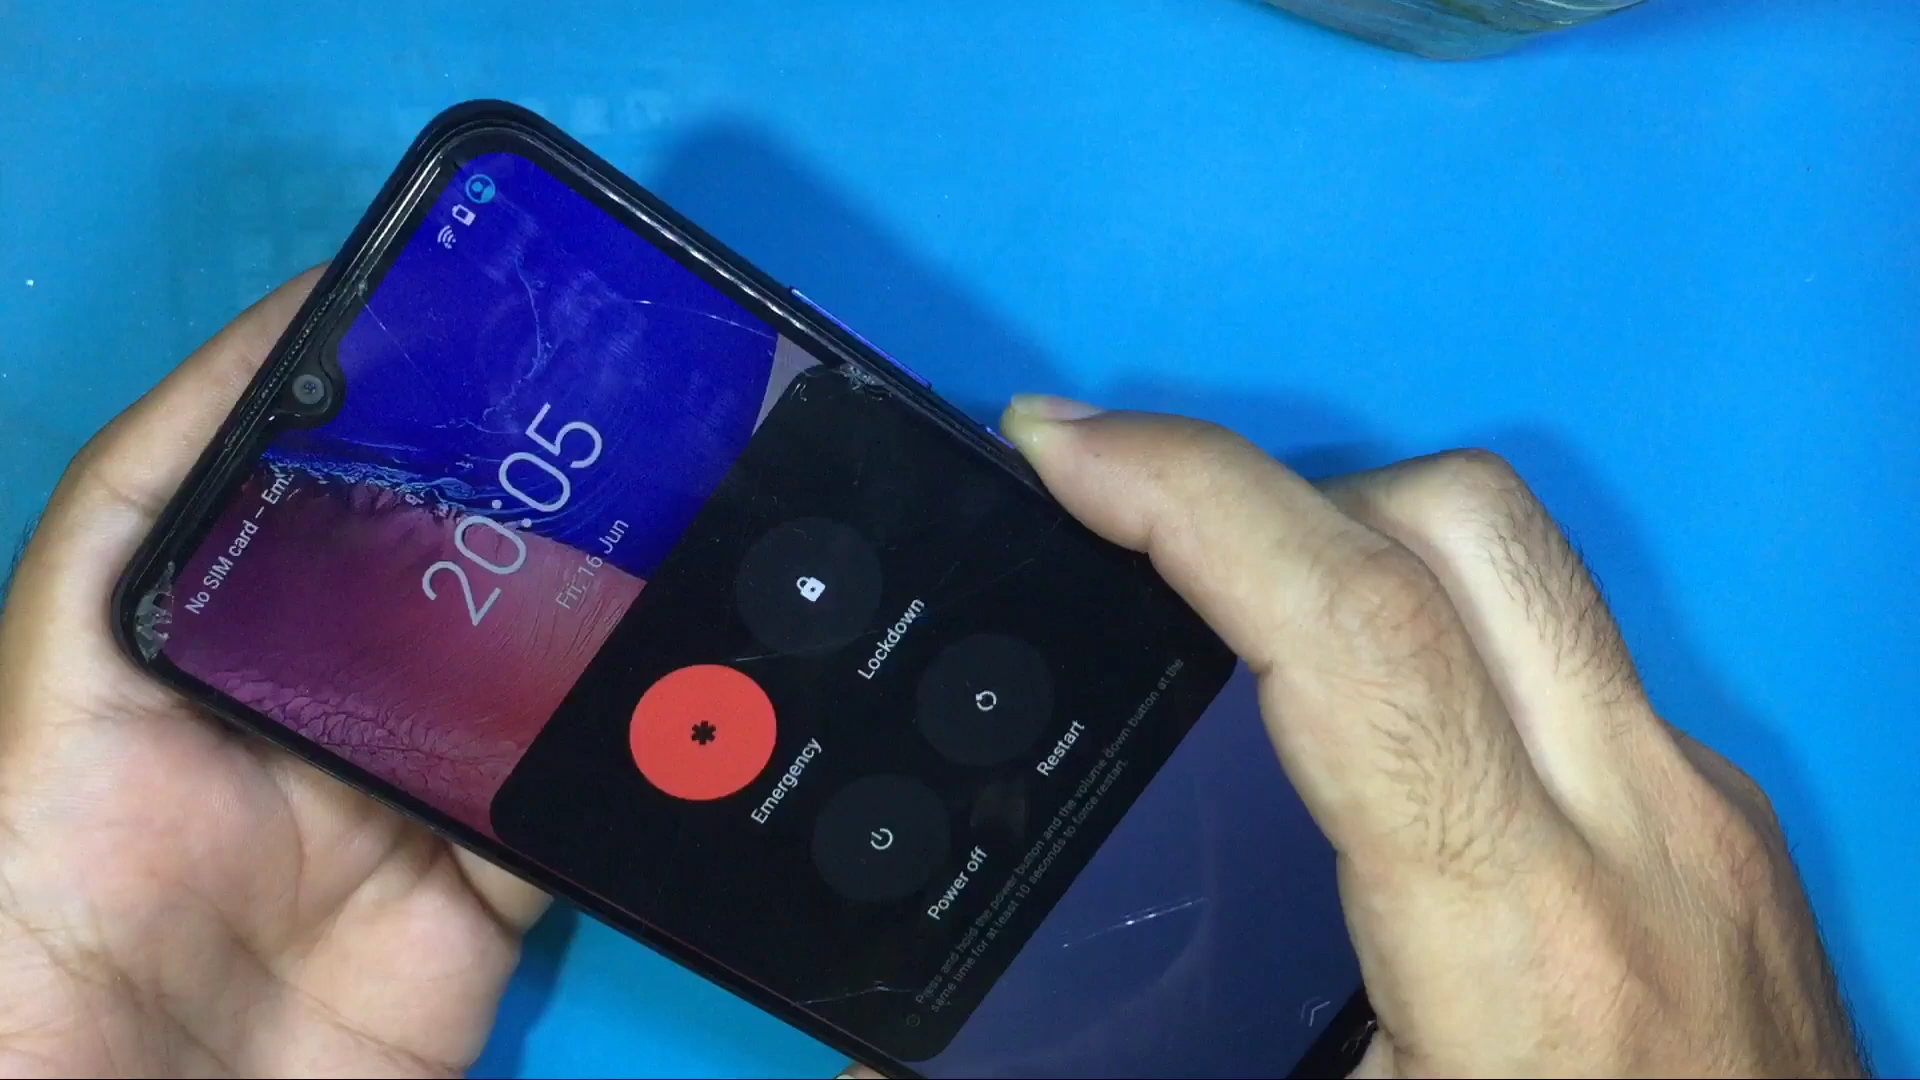 No SIM card – Em...
20:05
Fri, 16 Jun
Emergency
Lockdown
Power off
Restart
Press and hold the power button and the volume down button at the
same time for at least 10 seconds to force restart.